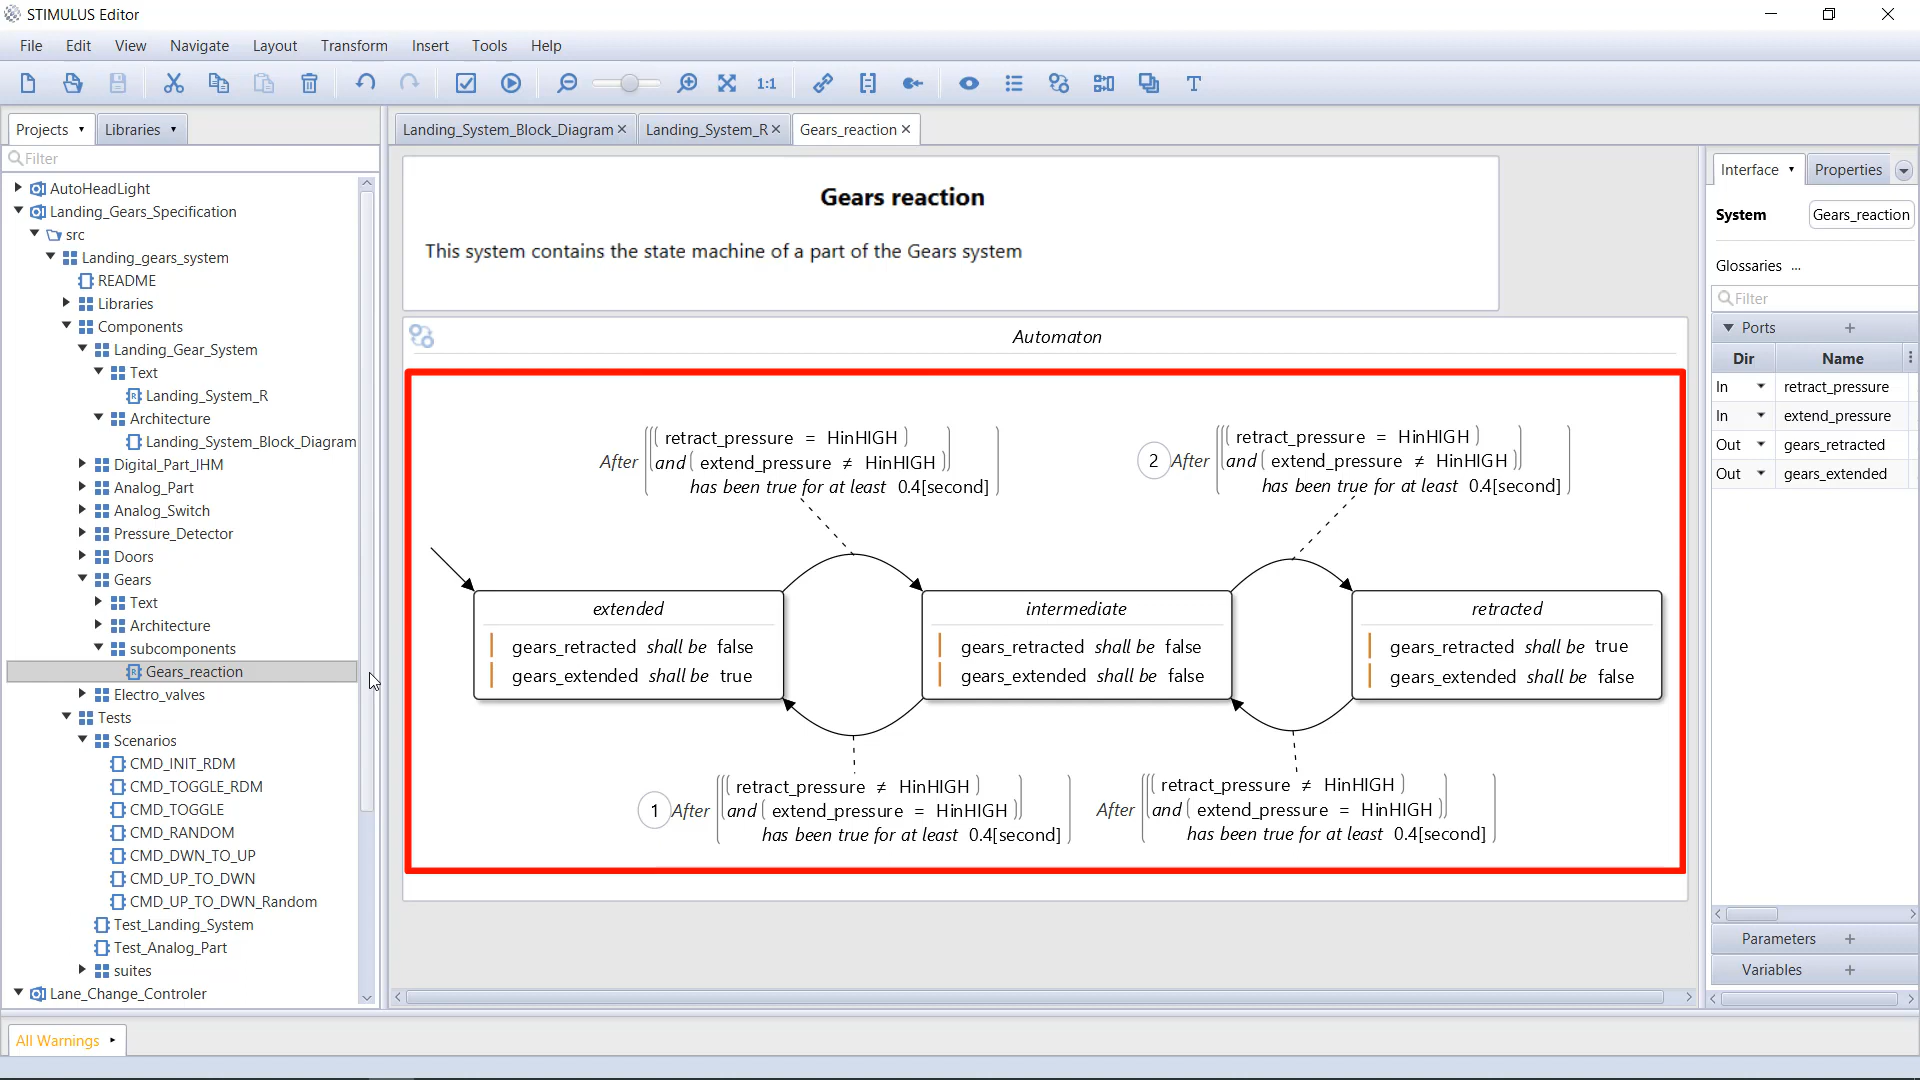 STIMULUS Editor
File Edit View Navigate Layout Transform Insert Tools Help
1:1
Projects Libraries
Filter
AutoHeadLight
Landing_Gears_Specification
src
Landing_gears_system
README
Libraries
Components
Landing_Gear_System
Text
Landing_System_R
Architecture
Landing_System_Block_Diagram
Digital_Part_IHM
Analog_Part
Analog_Switch
Pressure_Detector
Doors
Gears
Text
Architecture
subcomponents
Gears_reaction
Electro_valves
Tests
Scenarios
CMD_INIT_RDM
CMD_TOGGLE_RDM
CMD_TOGGLE
CMD_RANDOM
CMD_DWN_TO_UP
CMD_UP_TO_DWN
CMD_UP_TO_DWN_Random
Test_Landing_System
Test_Analog_Part
suites
Lane_Change_Controler
All Warnings
Landing_System_Block_Diagram Landing_System_R Gears_reaction
Gears reaction
This system contains the state machine of a part of the Gears system
Automaton
After (((retract_pressure = HinHIGH)
and (extend_pressure ≠ HinHIGH))
has been true for at least 0.4[second])
2 After (((retract_pressure = HinHIGH)
and (extend_pressure ≠ HinHIGH))
has been true for at least 0.4[second])
extended
gears_retracted shall be false
gears_extended shall be true
intermediate
gears_retracted shall be false
gears_extended shall be false
retracted
gears_retracted shall be true
gears_extended shall be false
1 After (((retract_pressure ≠ HinHIGH)
and (extend_pressure = HinHIGH))
has been true for at least 0.4[second])
After (((retract_pressure ≠ HinHIGH)
and (extend_pressure = HinHIGH))
has been true for at least 0.4[second])
Interface Properties
System Gears_reaction
Glossaries ...
Filter
Ports +
Dir Name
In retract_pressure
In extend_pressure
Out gears_retracted
Out gears_extended
Parameters +
Variables +